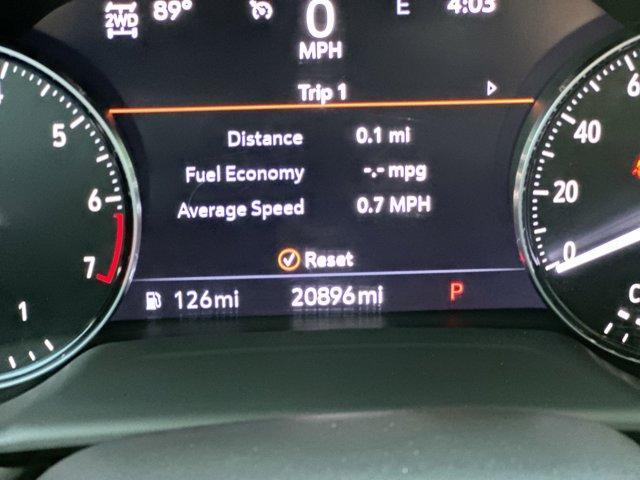 2WD 89° 0 E 4:03
MPH
Trip 1
Distance 0.1 mi
Fuel Economy -.- mpg
Average Speed 0.7 MPH
Reset
126mi 20896mi P
5
6
7
1
40
20
0